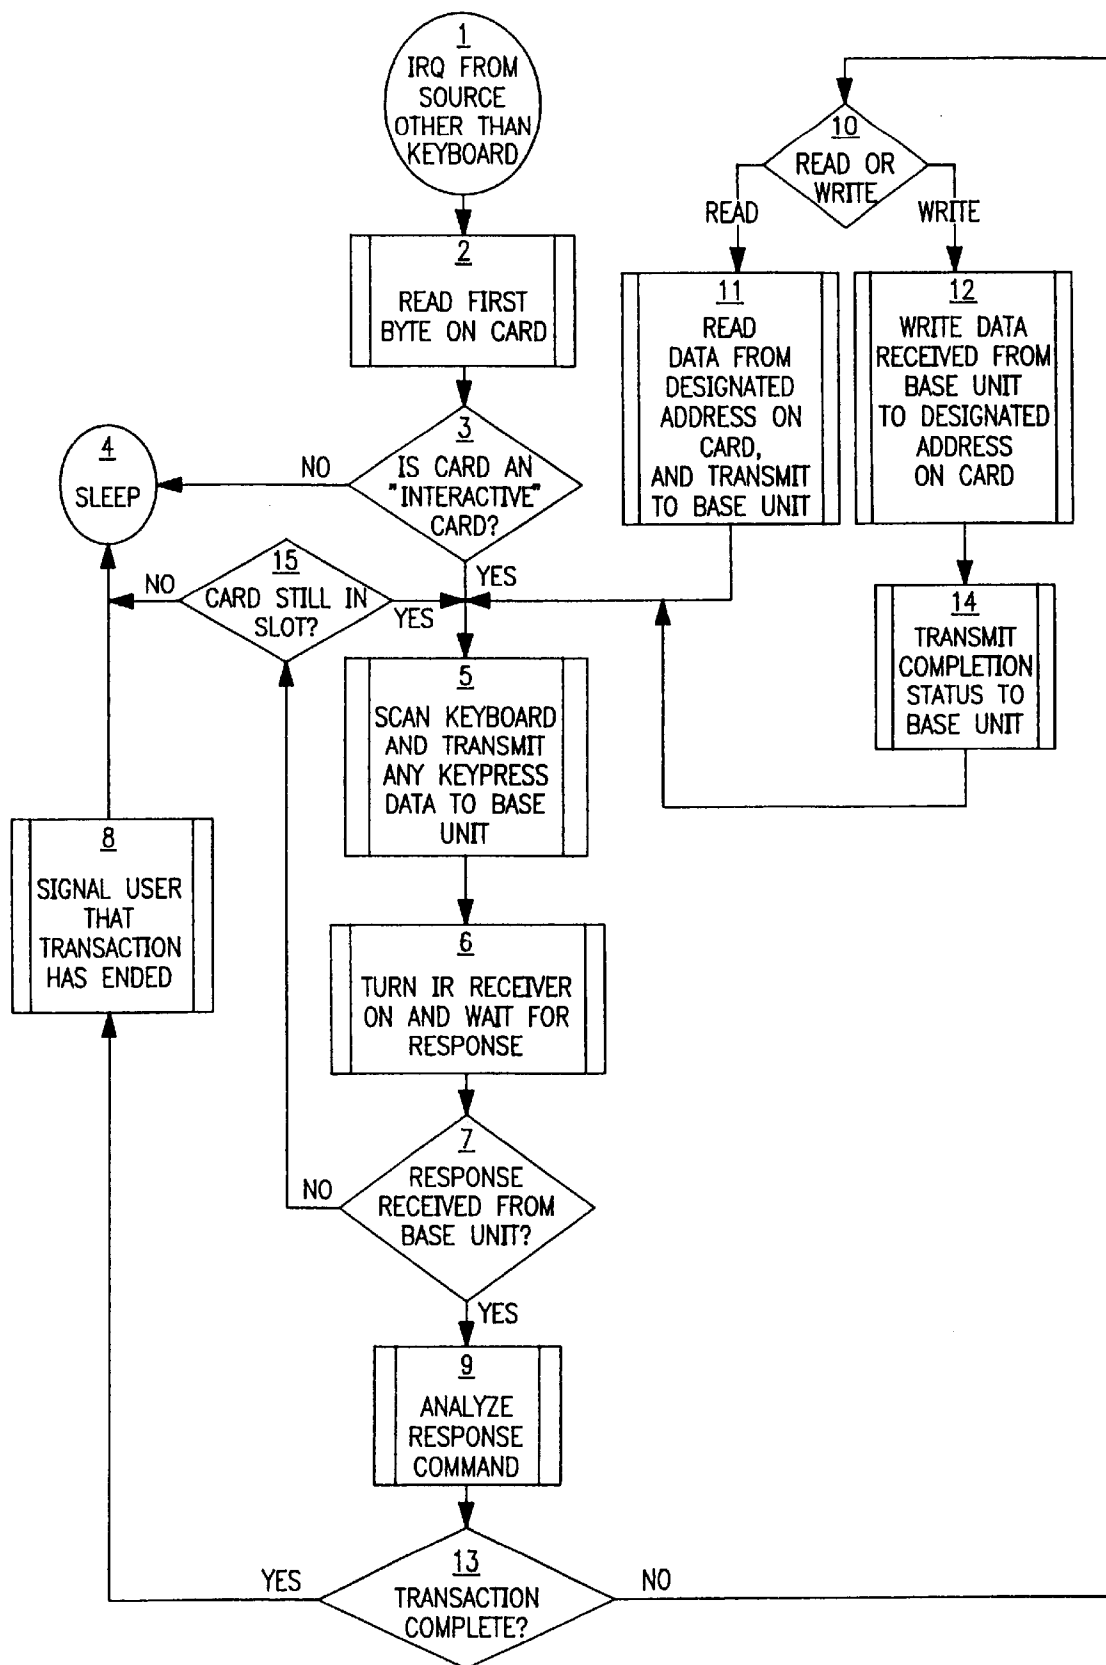 1
IRQ FROM
SOURCE
OTHER THAN
KEYBOARD
2
READ FIRST
BYTE ON CARD
3
IS CARD AN
"INTERACTIVE"
CARD?
NO
YES
4
SLEEP
15
CARD STILL IN
SLOT?
NO
YES
5
SCAN KEYBOARD
AND TRANSMIT
ANY KEYPRESS
DATA TO BASE
UNIT
6
TURN IR RECEIVER
ON AND WAIT FOR
RESPONSE
7
RESPONSE
RECEIVED FROM
BASE UNIT?
NO
YES
8
SIGNAL USER
THAT
TRANSACTION
HAS ENDED
9
ANALYZE
RESPONSE
COMMAND
13
TRANSACTION
COMPLETE?
YES
NO
10
READ OR
WRITE
READ
WRITE
11
READ
DATA FROM
DESIGNATED
ADDRESS ON
CARD,
AND TRANSMIT
TO BASE UNIT
12
WRITE DATA
RECEIVED FROM
BASE UNIT
TO DESIGNATED
ADDRESS
ON CARD
14
TRANSMIT
COMPLETION
STATUS TO
BASE UNIT